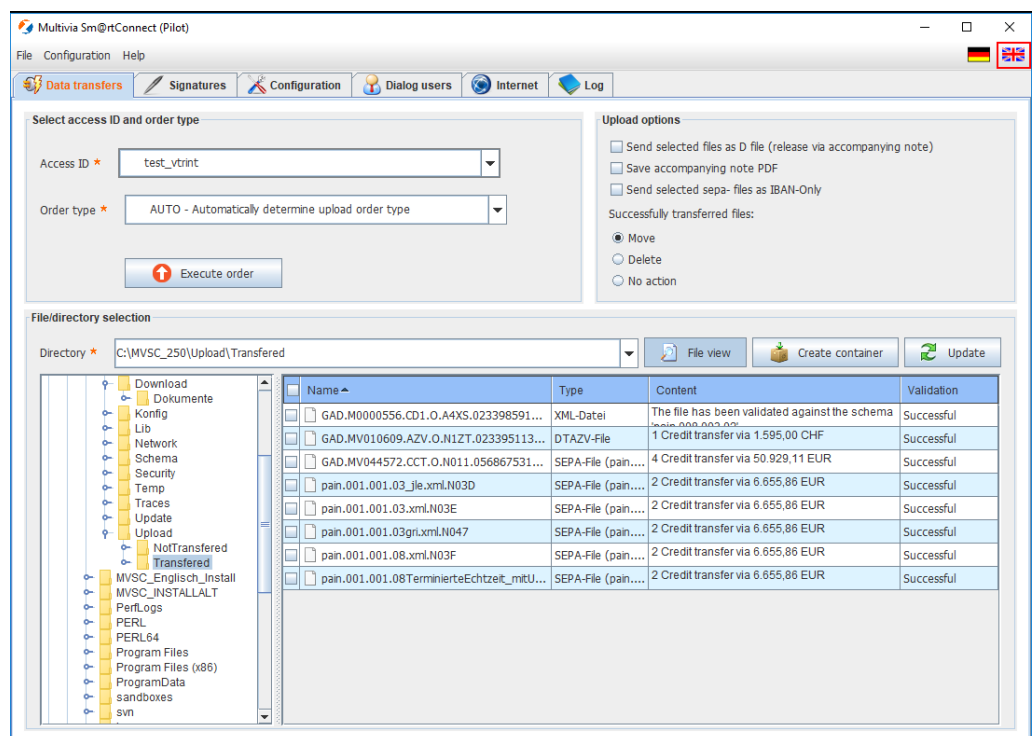 Multivia Sm@rtConnect (Pilot)
File Configuration Help
Data transfers Signatures Configuration Dialog users Internet Log
Select access ID and order type
Access ID * test_vtrint
Order type * AUTO - Automatically determine upload order type
Execute order
Upload options
Send selected files as D file (release via accompanying note)
Save accompanying note PDF
Send selected sepa- files as IBAN-Only
Successfully transferred files:
Move
Delete
No action
File/directory selection
Directory * C:\MVSC_250\Upload\Transfered
File view Create container Update
Download
Dokumente
Konfig
Lib
Network
Schema
Security
Temp
Traces
Update
Upload
NotTransfered
Transfered
MVSC_Englisch_Install
MVSC_INSTALLALT
PerfLogs
PERL
PERL64
Program Files
Program Files (x86)
ProgramData
sandboxes
svn
Name Type Content Validation
GAD.M0000556.CD1.O.A4XS.023398591... XML-Datei The file has been validated against the schema Successful
GAD.MV010609.AZV.O.N1ZT.023395113... DTAZV-File 1 Credit transfer via 1.595,00 CHF Successful
GAD.MV044572.CCT.O.N011.056867531... SEPA-File (pain.... 4 Credit transfer via 50.929,11 EUR Successful
pain.001.001.03_jle.xml.N03D SEPA-File (pain.... 2 Credit transfer via 6.655,86 EUR Successful
pain.001.001.03.xml.N03E SEPA-File (pain.... 2 Credit transfer via 6.655,86 EUR Successful
pain.001.001.03gri.xml.N047 SEPA-File (pain.... 2 Credit transfer via 6.655,86 EUR Successful
pain.001.001.08.xml.N03F SEPA-File (pain.... 2 Credit transfer via 6.655,86 EUR Successful
pain.001.001.08TerminierteEchtzeit_mitU... SEPA-File (pain.... 2 Credit transfer via 6.655,86 EUR Successful